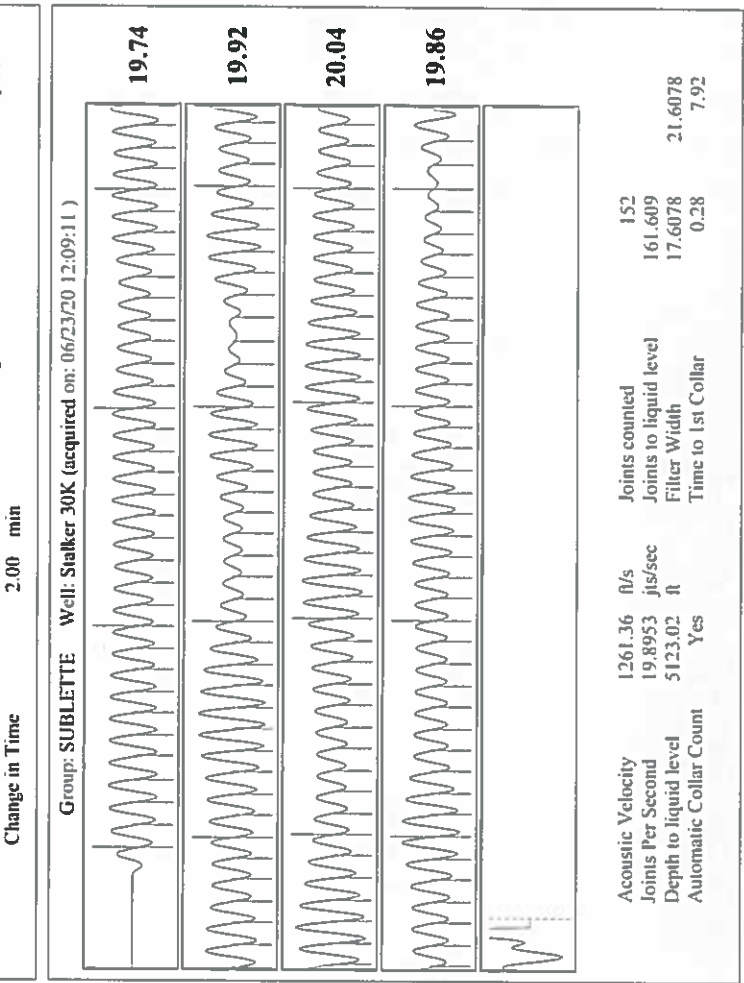 Change in Time 2.00 min
Group: SUBLETTE Well: Stalker 30K (acquired on: 06/23/20 12:09:11 )
19.74
19.92
20.04
19.86
Acoustic Velocity 1261.36 ft/s Joints counted 152
Joints Per Second 19.8953 jts/sec Joints to liquid level 161.609
Depth to liquid level 5123.02 ft Filter Width 17.6078 21.6078
Automatic Collar Count Yes Time to 1st Collar 0.28 7.92